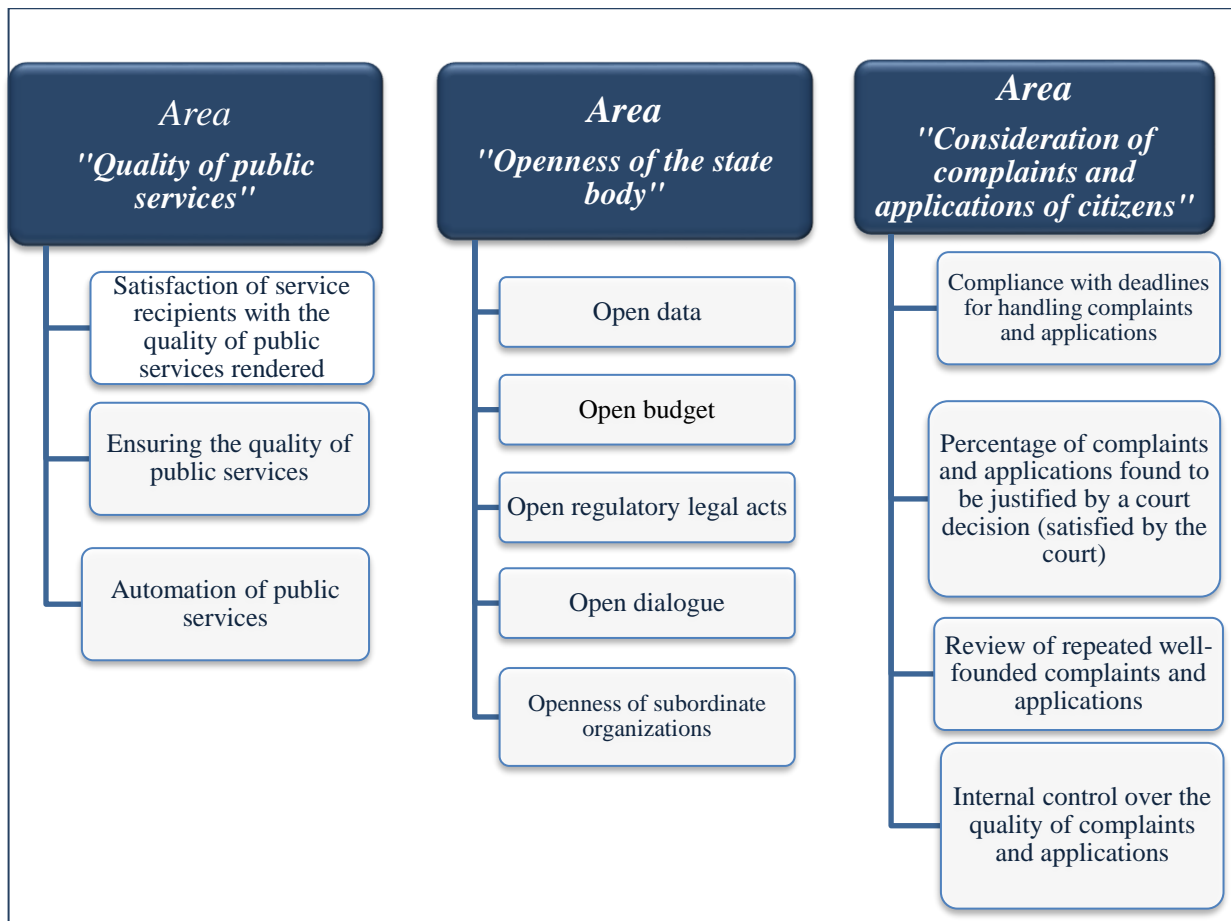 Area
"Quality of public
services"
Satisfaction of service
recipients with the
quality of public
services rendered
Ensuring the quality of
public services
Automation of public
services
Area
"Openness of the state
body"
Open data
Open budget
Open regulatory legal acts
Open dialogue
Openness of subordinate
organizations
Area
"Consideration of
complaints and
applications of citizens"
Compliance with deadlines
for handling complaints
and applications
Percentage of complaints
and applications found to
be justified by a court
decision (satisfied by the
court)
Review of repeated well-
founded complaints and
applications
Internal control over the
quality of complaints
and applications